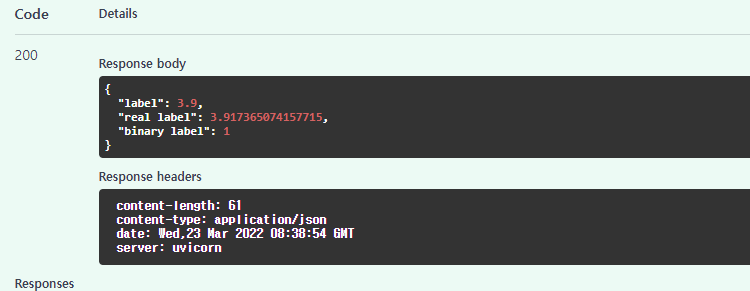 Code Details
200
Response body
{
"label": 3.9,
"real label": 3.917365074157715,
"binary label": 1
}
Response headers
content-length: 61
content-type: application/json
date: Wed,23 Mar 2022 08:38:54 GMT
server: uvicorn
Responses